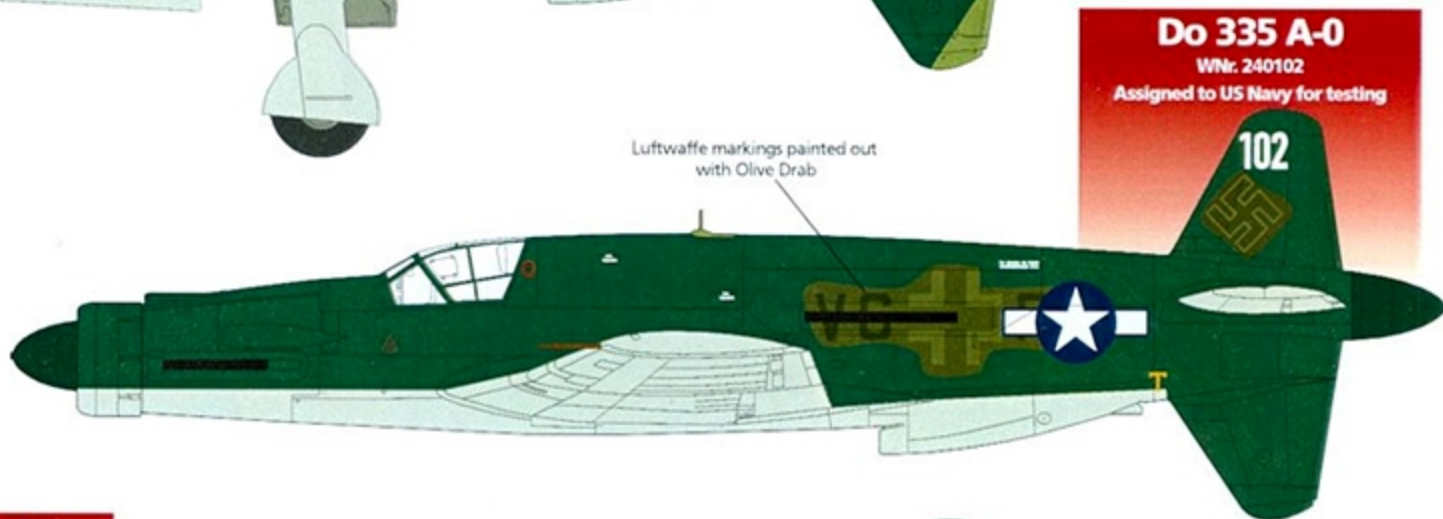 Do 335 A-0
WNr. 240102
Assigned to US Navy for testing
102
Luftwaffe markings painted out
with Olive Drab
VG